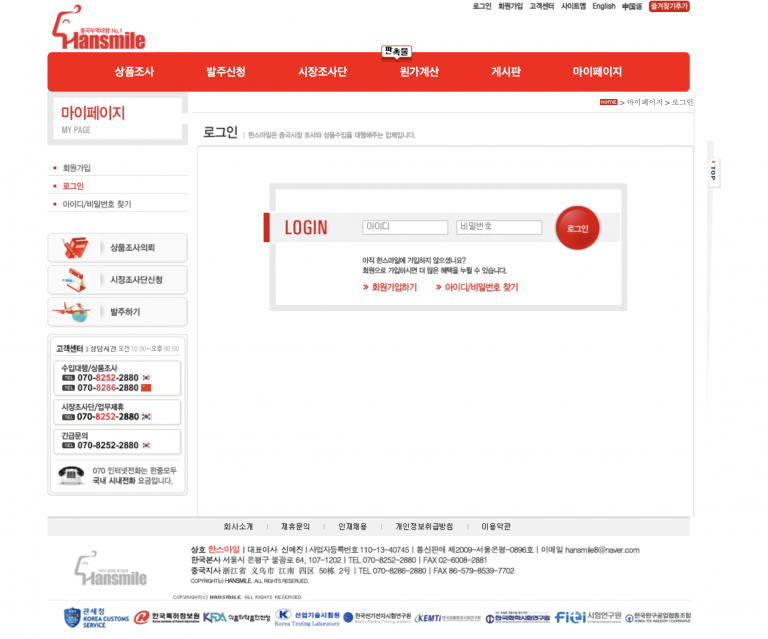 로그인 회원가입 고객센터 사이트맵 English 中国语 즐겨찾기추가
중국무역대행 No.1
Hansmile
판촉물
상품조사 발주신청 시장조사단 원가계산 게시판 마이페이지
마이페이지
MY PAGE
HOME > 마이페이지 > 로그인
로그인 | 한스마일은 중국시장 조사와 상품수입을 대행해주는 업체입니다.
회원가입
로그인
아이디/비밀번호 찾기
LOGIN 아이디 비밀번호 로그인
아직 한스마일에 가입하지 않으셨나요?
회원으로 가입하시면 더 많은 혜택을 누릴 수 있습니다.
» 회원가입하기 » 아이디/비밀번호 찾기
TOP
상품조사의뢰
시장조사단신청
발주하기
고객센터 상담시간 오전 10:00~오후 06:00
수입대행/상품조사
TEL 070-8252-2880
TEL 070-8286-2880
시장조사단/업무제휴
TEL 070-8252-2880
긴급문의
TEL 070-8252-2880
070 인터넷전화는 한중모두
국내 시내전화 요금입니다.
회사소개 | 제휴문의 | 인재채용 | 개인정보취급방침 | 이용약관
Hansmile
상호 한스마일 | 대표이사 신예진 | 사업자등록번호 110-13-40745 | 통신판매 제2009-서울은평-0896호 | 이메일 hansmile8@naver.com
한국본사 서울시 은평구 불광로 64, 107-1202 | TEL 070-8252-2880 | FAX 02-6008-2881
중국지사 浙江省 义乌市 江南 四区 50栋 2号 | TEL 070-8286-2880 | FAX 86-579-8539-7702
COPYRIGHT(c) HANSMILE. ALL RIGHTS RESERVED.
COPYRIGHT(c) HANSMILE. ALL RIGHTS RESERVED.
관세청 KOREA CUSTOMS SERVICE 한국특허정보원 KFDA 식품의약품안전청 산업기술시험원 Korea Testing Laboratory 한국전기전자시험연구원 KEMTI 한국화학시험연구원 FITI 시험연구원 한국완구공업협동조합